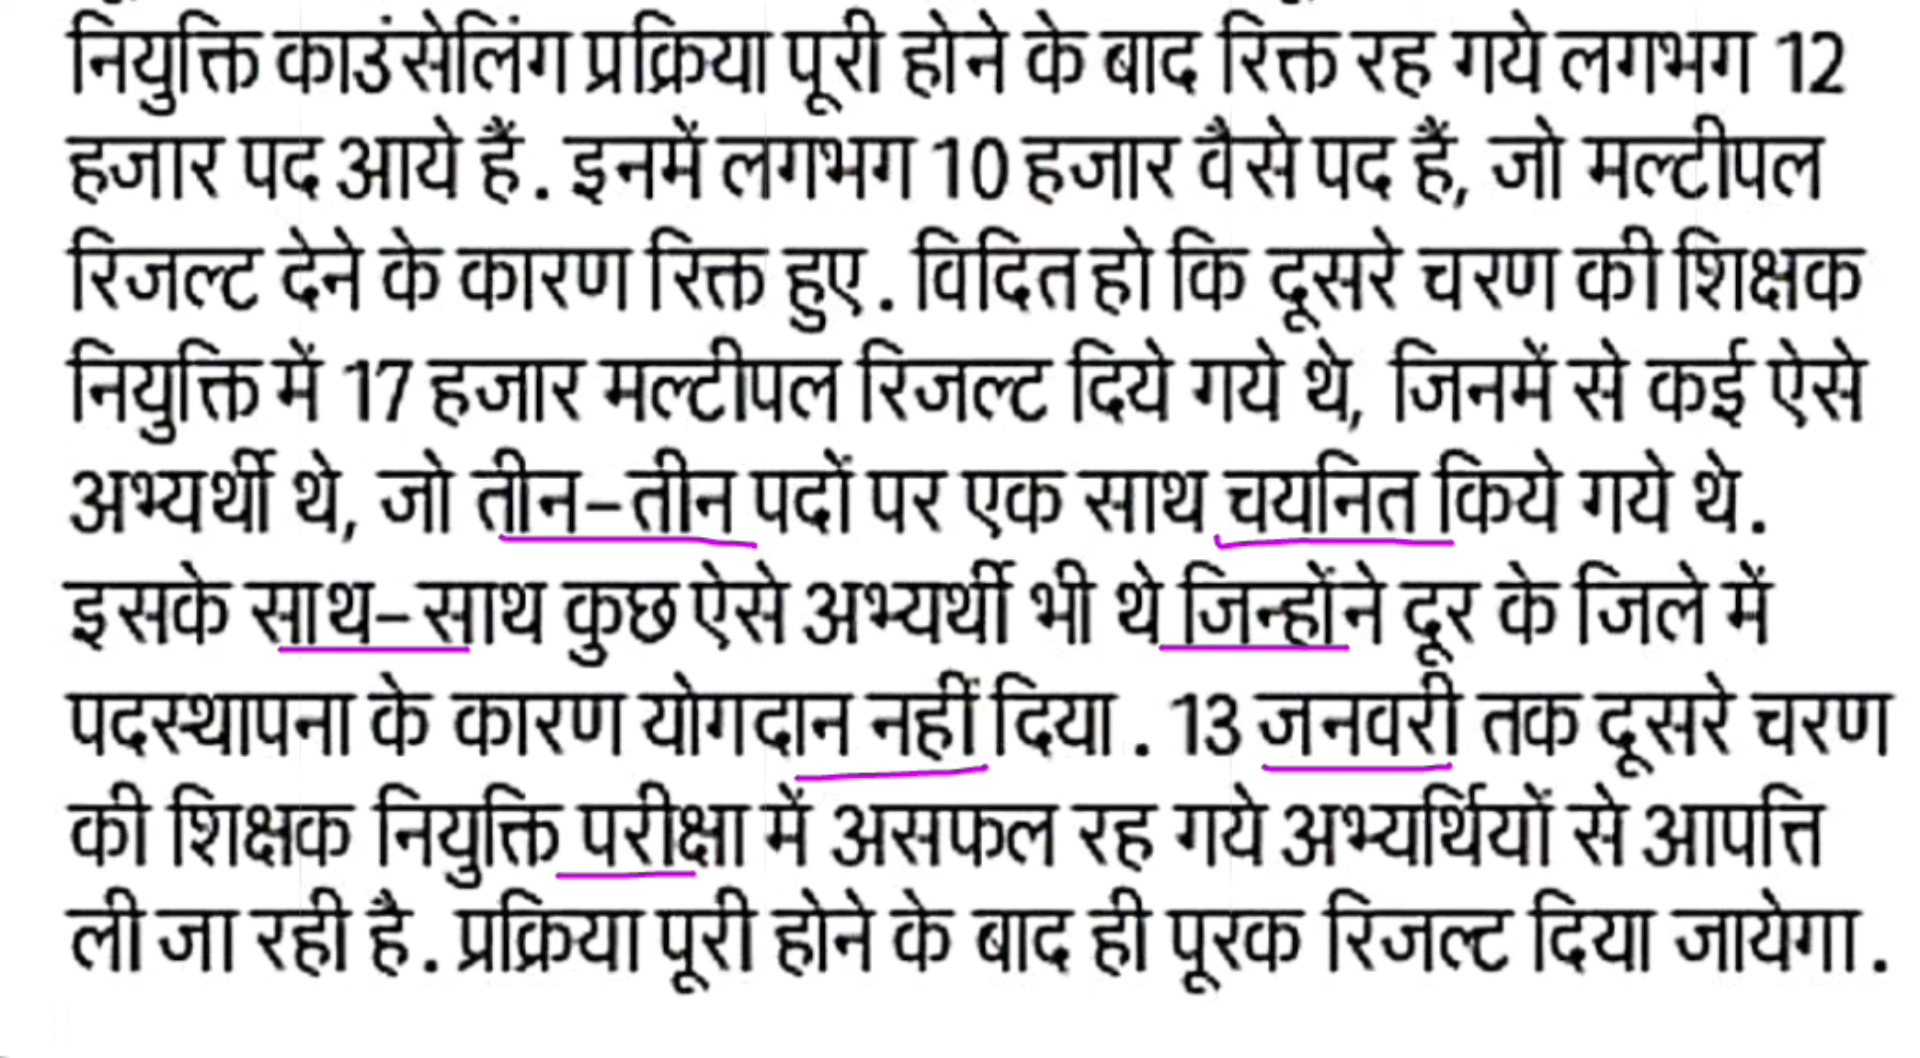 नियुक्ति काउंसेलिंग प्रक्रिया पूरी होने के बाद रिक्त रह गये लगभग 12
हजार पद आये हैं. इनमें लगभग 10 हजार वैसे पद हैं, जो मल्टीपल
रिजल्ट देने के कारण रिक्त हुए. विदित हो कि दूसरे चरण की शिक्षक
नियुक्ति में 17 हजार मल्टीपल रिजल्ट दिये गये थे, जिनमें से कई ऐसे
अभ्यर्थी थे, जो तीन-तीन पदों पर एक साथ चयनित किये गये थे.
इसके साथ-साथ कुछ ऐसे अभ्यर्थी भी थे जिन्होंने दूर के जिले में
पदस्थापना के कारण योगदान नहीं दिया. 13 जनवरी तक दूसरे चरण
की शिक्षक नियुक्ति परीक्षा में असफल रह गये अभ्यर्थियों से आपत्ति
ली जा रही है. प्रक्रिया पूरी होने के बाद ही पूरक रिजल्ट दिया जायेगा.